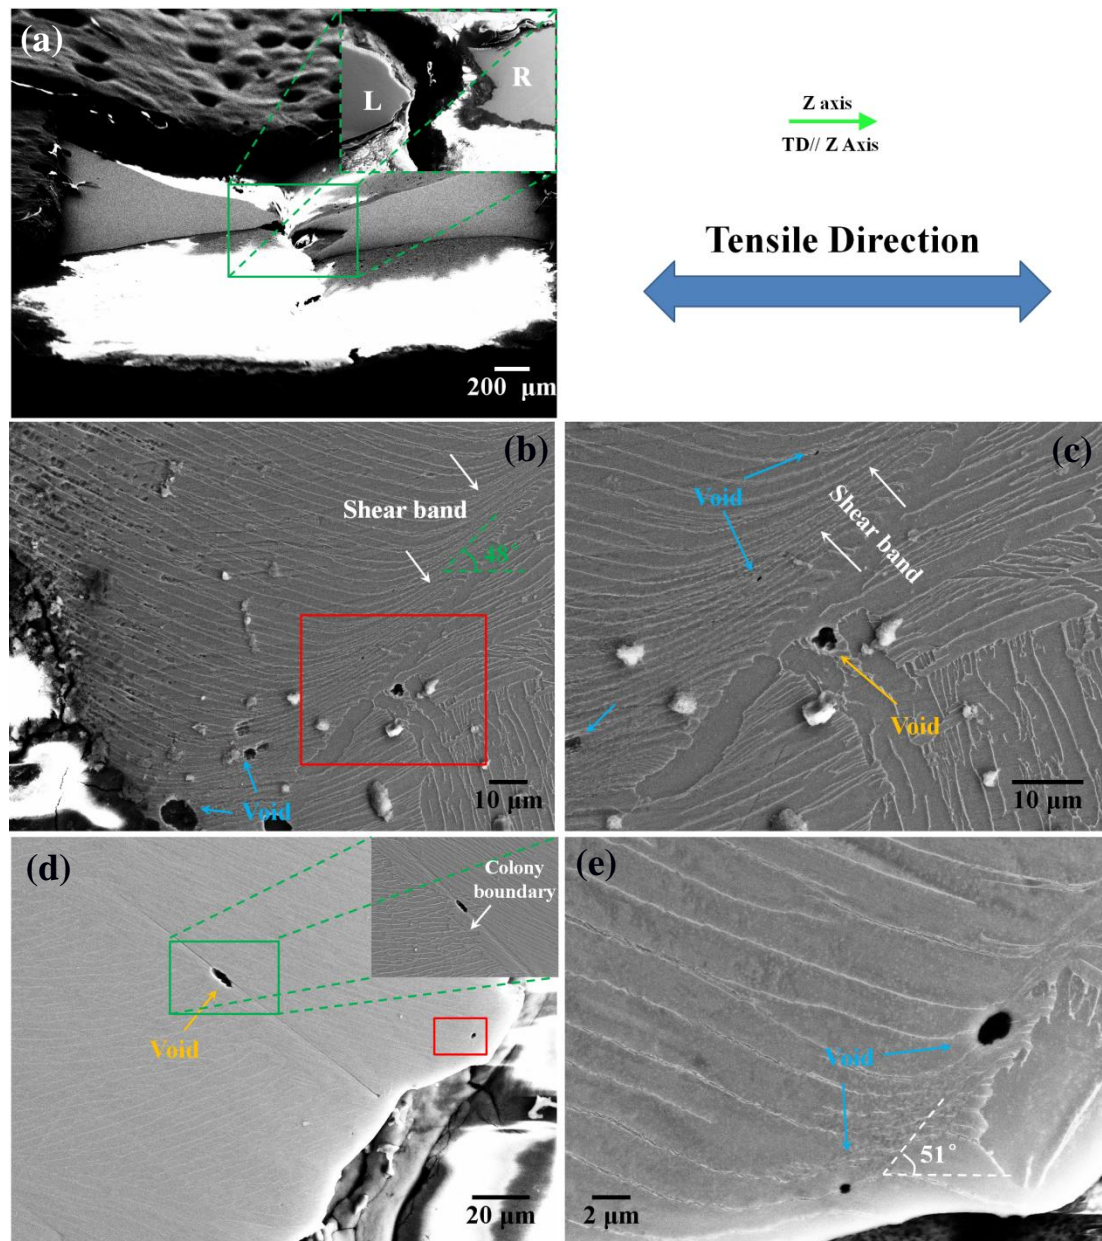 (a)
L
R
200 μm
Z axis
TD// Z Axis
Tensile Direction
(b)
Shear band
48°
Void
10 μm
(c)
Void
Shear band
Void
10 μm
(d)
Colony
boundary
Void
20 μm
(e)
Void
51°
2 μm